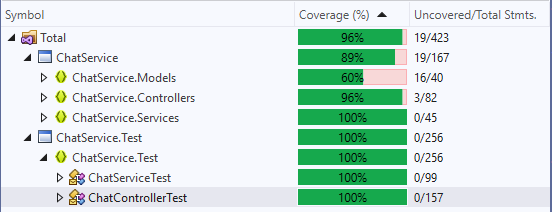 Symbol Coverage (%) Uncovered/Total Stmts.
Total 96% 19/423
ChatService 89% 19/167
ChatService.Models 60% 16/40
ChatService.Controllers 96% 3/82
ChatService.Services 100% 0/45
ChatService.Test 100% 0/256
ChatService.Test 100% 0/256
ChatServiceTest 100% 0/99
ChatControllerTest 100% 0/157